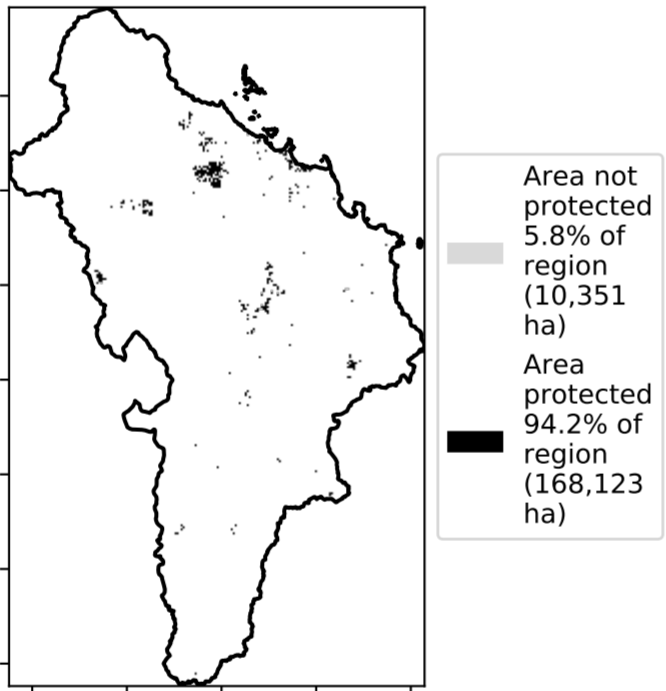 Area not
protected
5.8% of
region
(10,351
ha)
Area
protected
94.2% of
region
(168,123
ha)